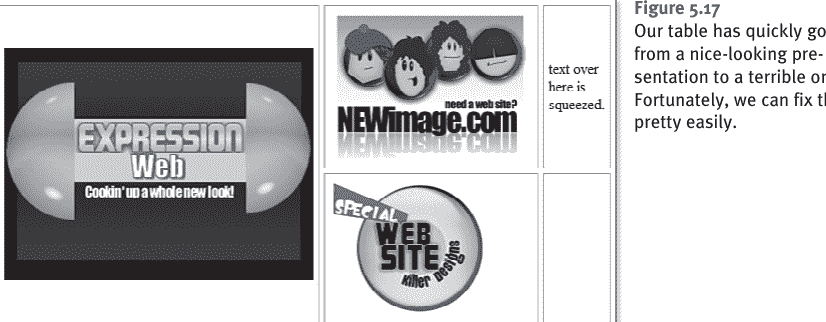 EXPRESSION
Web
Cookin' up a whole new look!
need a web site?
NEWimage.com
text over
here is
squeezed.
SPECIAL
WEB
SITE
Killer Designs
Figure 5.17
Our table has quickly go
from a nice-looking pre-
sentation to a terrible
Fortunately, we can fix
pretty easily.